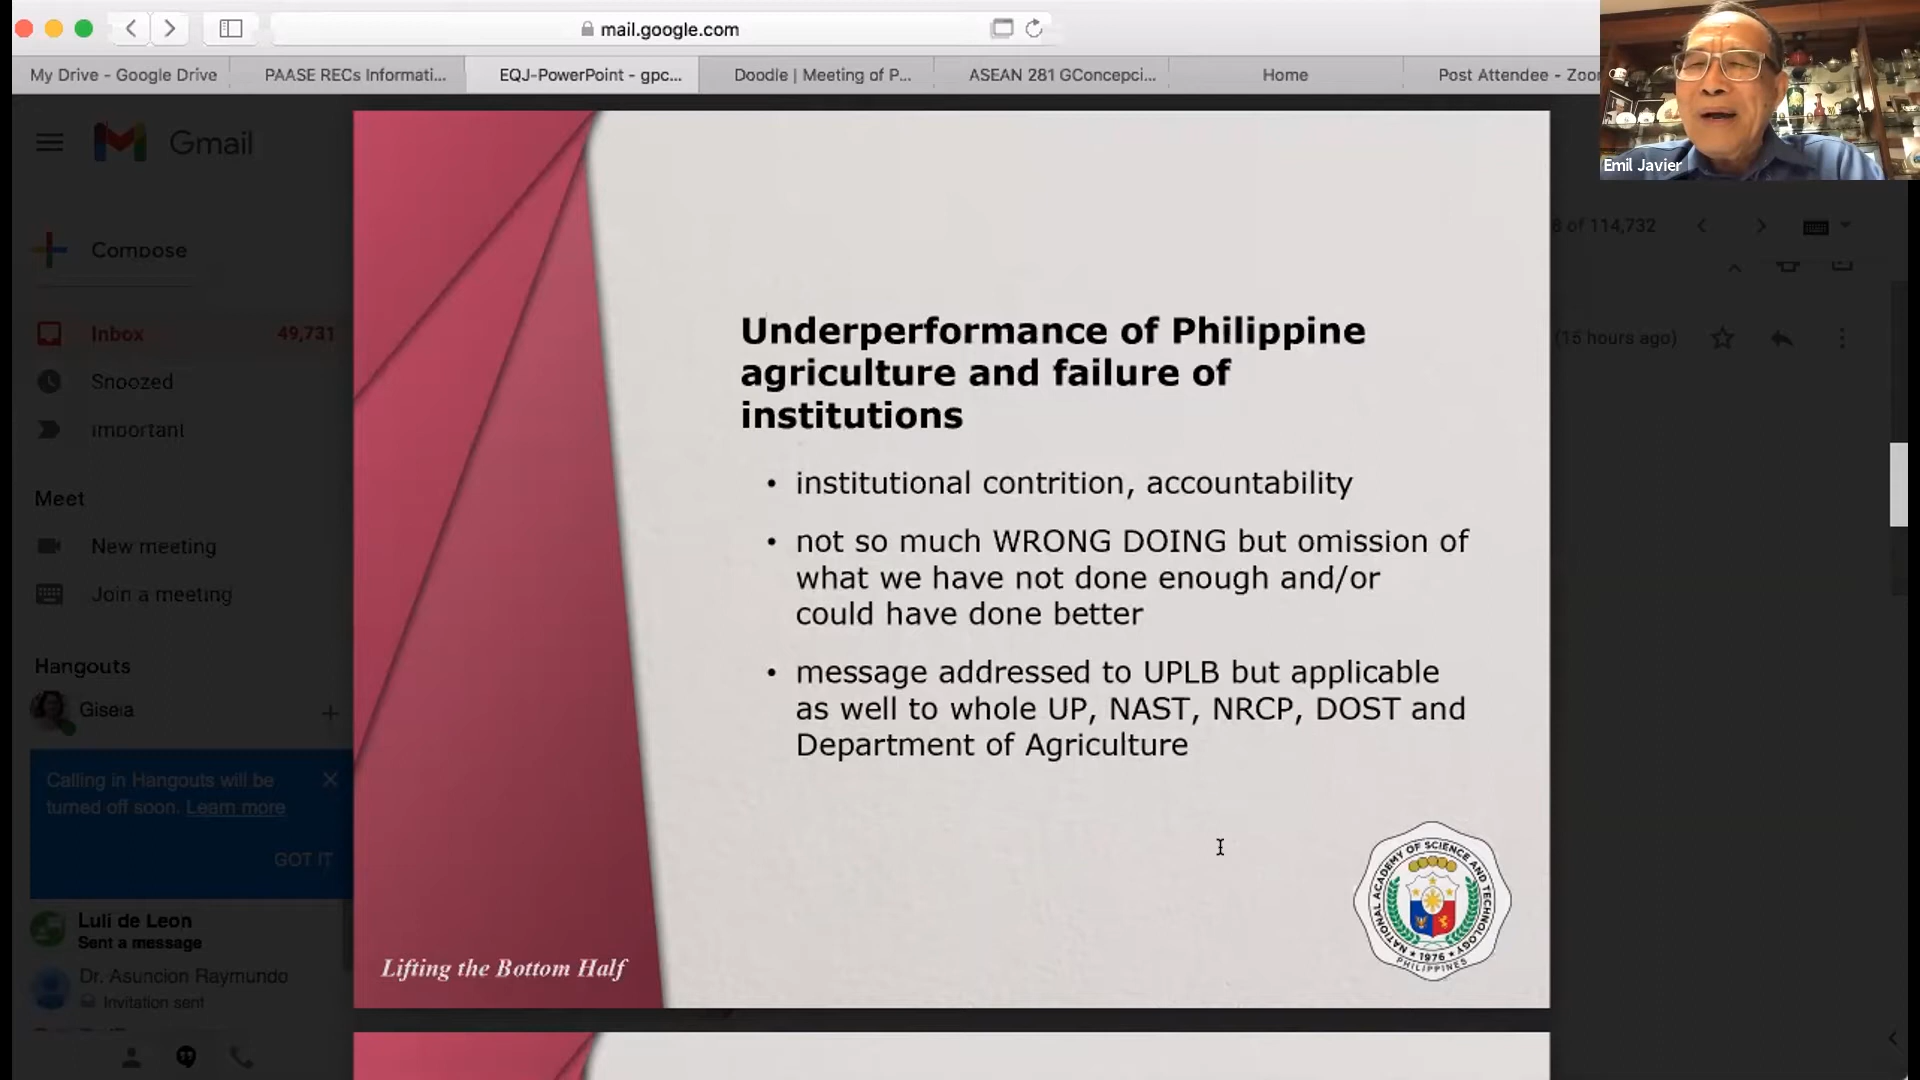 mail.google.com
My Drive - Google Drive
PAASE RECs Informati...
EQJ-PowerPoint - gpc...
Doodle | Meeting of P...
ASEAN 281 GConcepci...
Home
Post Attendee - Zoo
Emil Javier
Gmail
of 114,732
Compose
Inbox 49,731
(15 hours ago)
Snoozed
Important
Meet
New meeting
Join a meeting
Hangouts
Gisela
Calling in Hangouts will be
turned off soon. Learn more
GOT IT
Luli de Leon
Sent a message
Dr. Asuncion Raymundo
Invitation sent
Underperformance of Philippine
agriculture and failure of
institutions
• institutional contrition, accountability
• not so much WRONG DOING but omission of
what we have not done enough and/or
could have done better
• message addressed to UPLB but applicable
as well to whole UP, NAST, NRCP, DOST and
Department of Agriculture
Lifting the Bottom Half
NATIONAL ACADEMY OF SCIENCE AND TECHNOLOGY
1976
PHILIPPINES